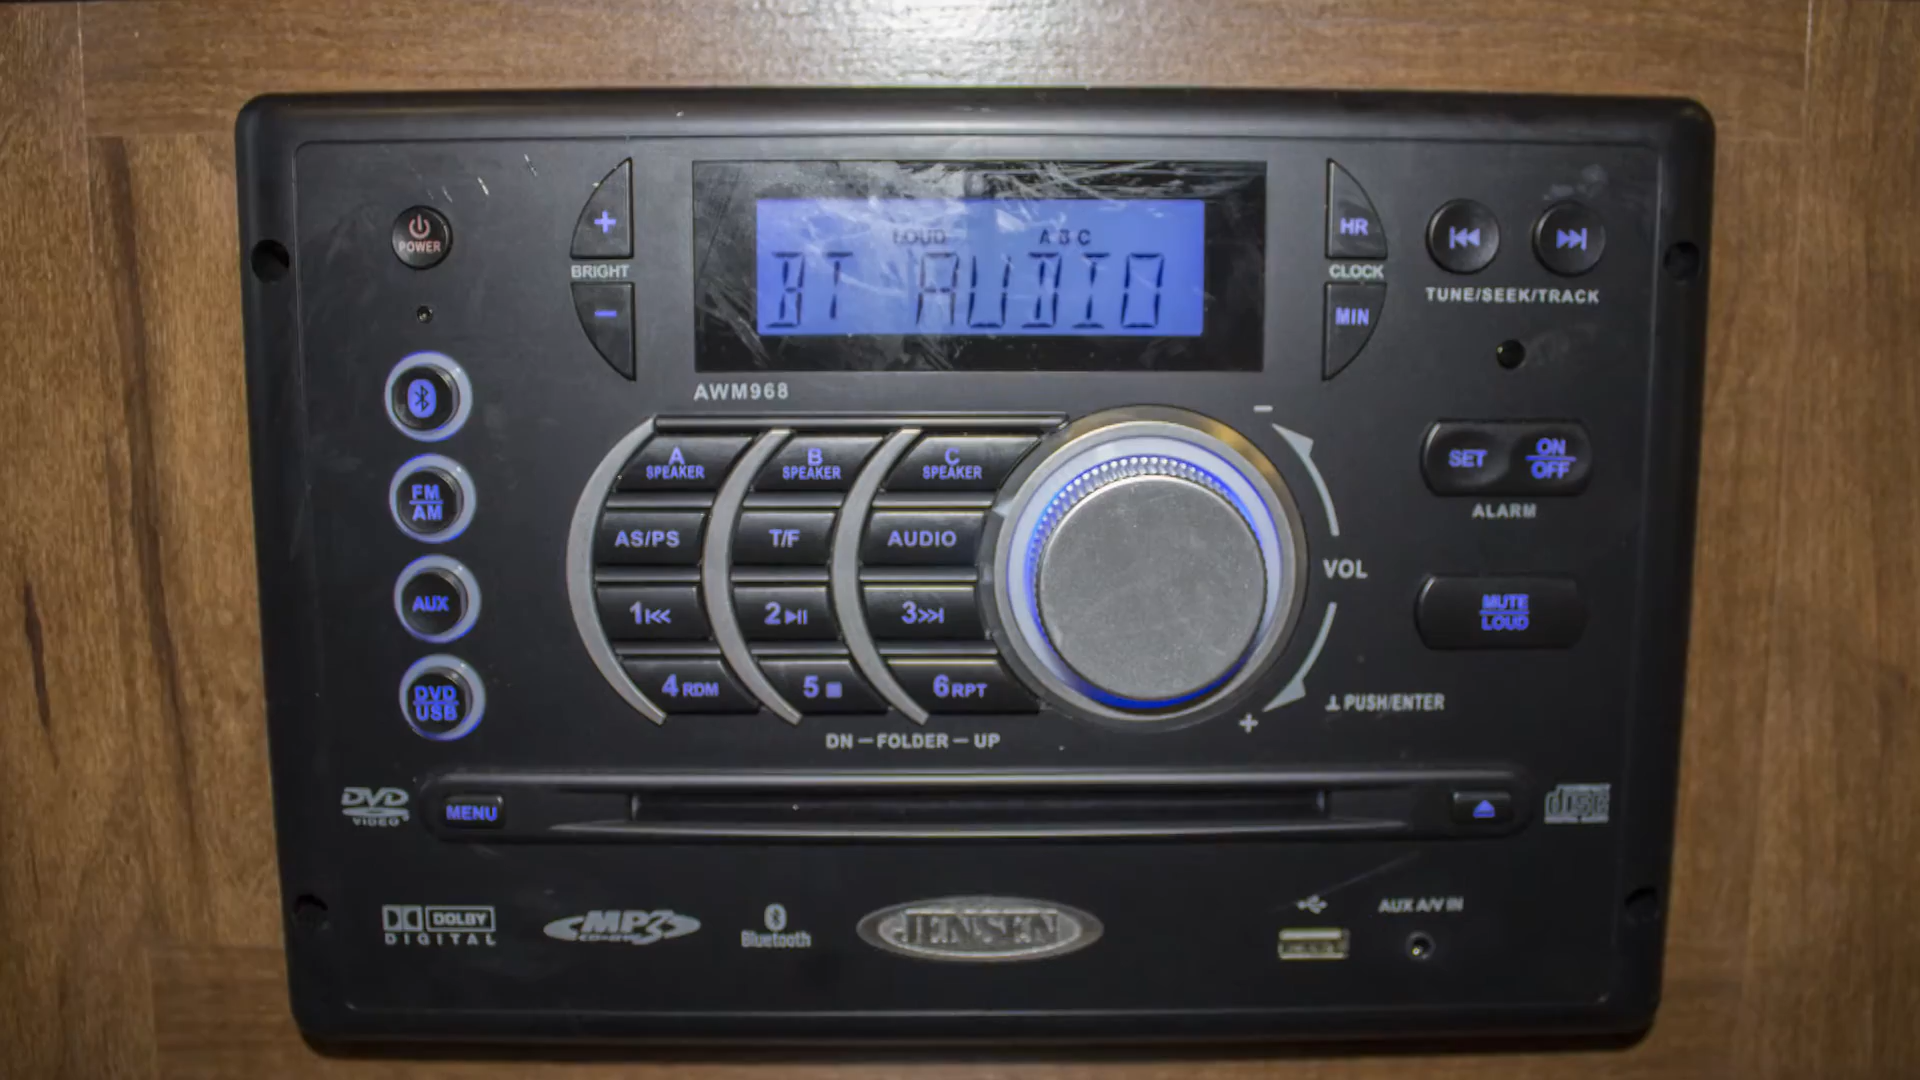 POWER
+
BRIGHT
−
LOUD A B C
BT AUDIO
HR
CLOCK
MIN
TUNE/SEEK/TRACK
AWM968
FM
AM
AUX
DVD
USB
A
SPEAKER
B
SPEAKER
C
SPEAKER
AS/PS
T/F
AUDIO
1
2
3
4 RDM
5
6 RPT
DN — FOLDER — UP
−
VOL
+
PUSH/ENTER
SET
ON
OFF
ALARM
MUTE
LOUD
DVD
VIDEO
MENU
disc
DOLBY
DIGITAL
MP3
Bluetooth
JENSEN
AUX A/V IN